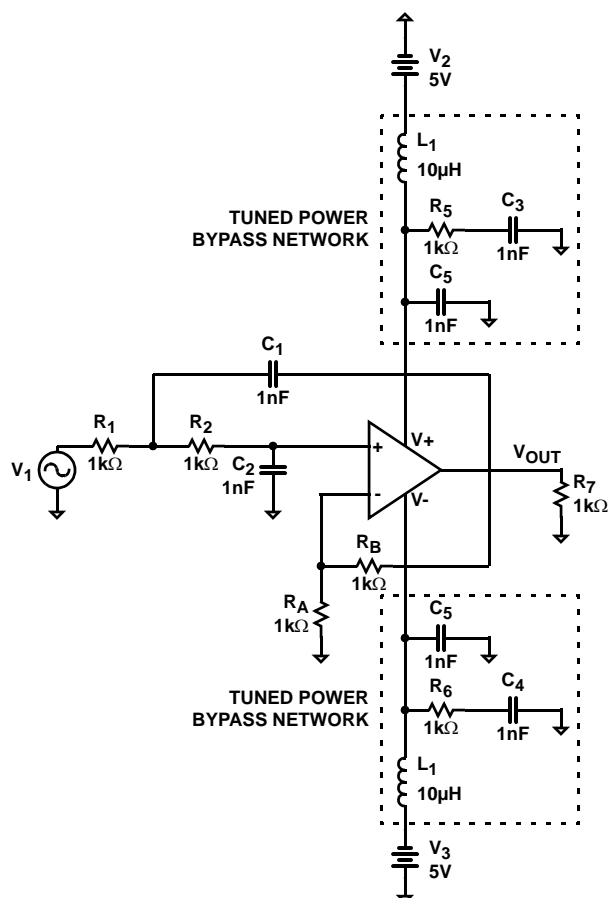 V2
5V
L1
10µH
TUNED POWER
BYPASS NETWORK
R5
1kΩ
C3
1nF
C5
1nF
C1
1nF
R1
1kΩ
R2
1kΩ
C2
1nF
V1
+
-
V+
V-
VOUT
R7
1kΩ
RB
1kΩ
RA
1kΩ
C5
1nF
TUNED POWER
BYPASS NETWORK
R6
1kΩ
C4
1nF
L1
10µH
V3
5V